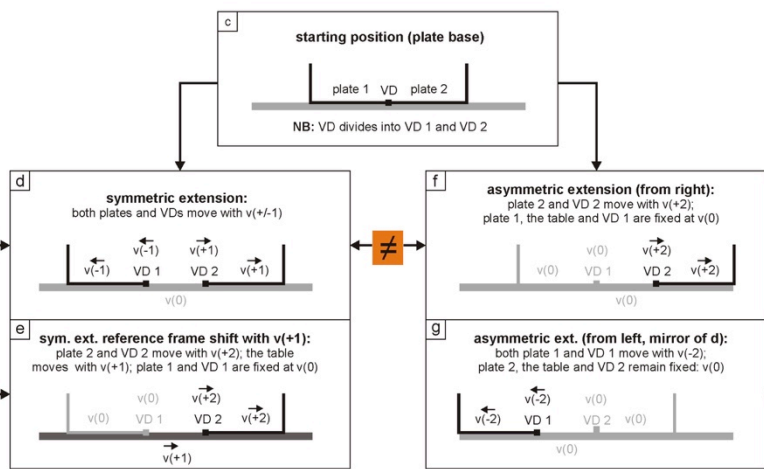 c
starting position (plate base)
plate 1 VD plate 2
NB: VD divides into VD 1 and VD 2
d
symmetric extension:
both plates and VDs move with v(+/-1)
v(-1) v(+1)
v(-1) VD 1 VD 2 v(+1)
v(0)
≠
f
asymmetric extension (from right):
plate 2 and VD 2 move with v(+2);
plate 1, the table and VD 1 are fixed at v(0)
v(0) v(+2)
v(0) VD 1 VD 2 v(+2)
v(0)
e
sym. ext. reference frame shift with v(+1):
plate 2 and VD 2 move with v(+2); the table
moves with v(+1); plate 1 and VD 1 are fixed at v(0)
v(0) v(+2)
v(0) VD 1 VD 2 v(+2)
v(+1)
g
asymmetric ext. (from left, mirror of d):
both plate 1 and VD 1 move with v(-2);
plate 2, the table and VD 2 remain fixed: v(0)
v(-2) v(0)
v(-2) VD 1 VD 2 v(0)
v(0)